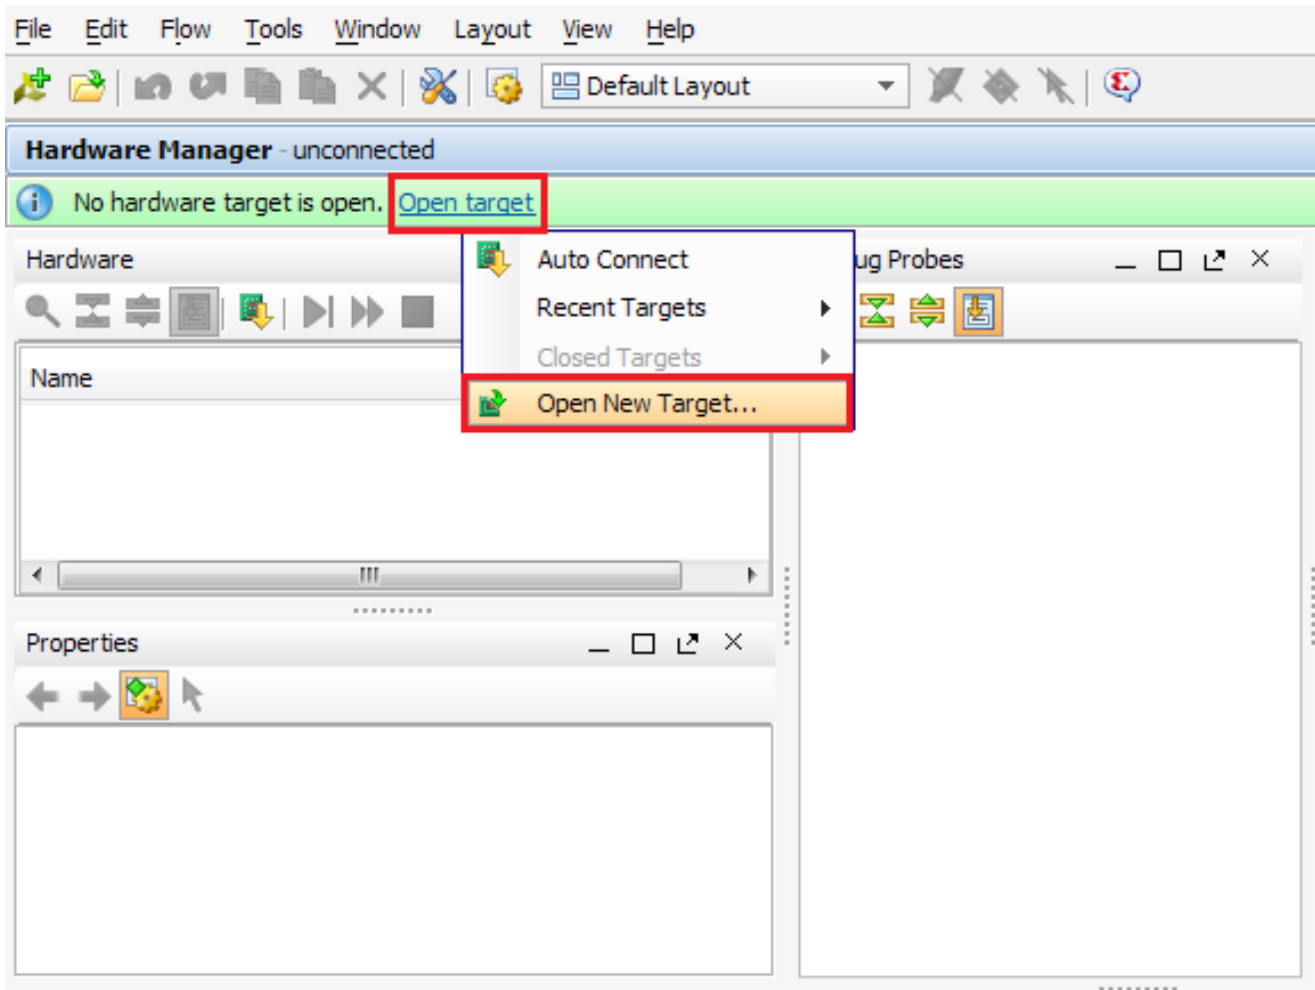 File Edit Flow Tools Window Layout View Help
Default Layout
Hardware Manager - unconnected
No hardware target is open. Open target
Hardware
ug Probes
Auto Connect
Recent Targets
Closed Targets
Open New Target...
Name
Properties